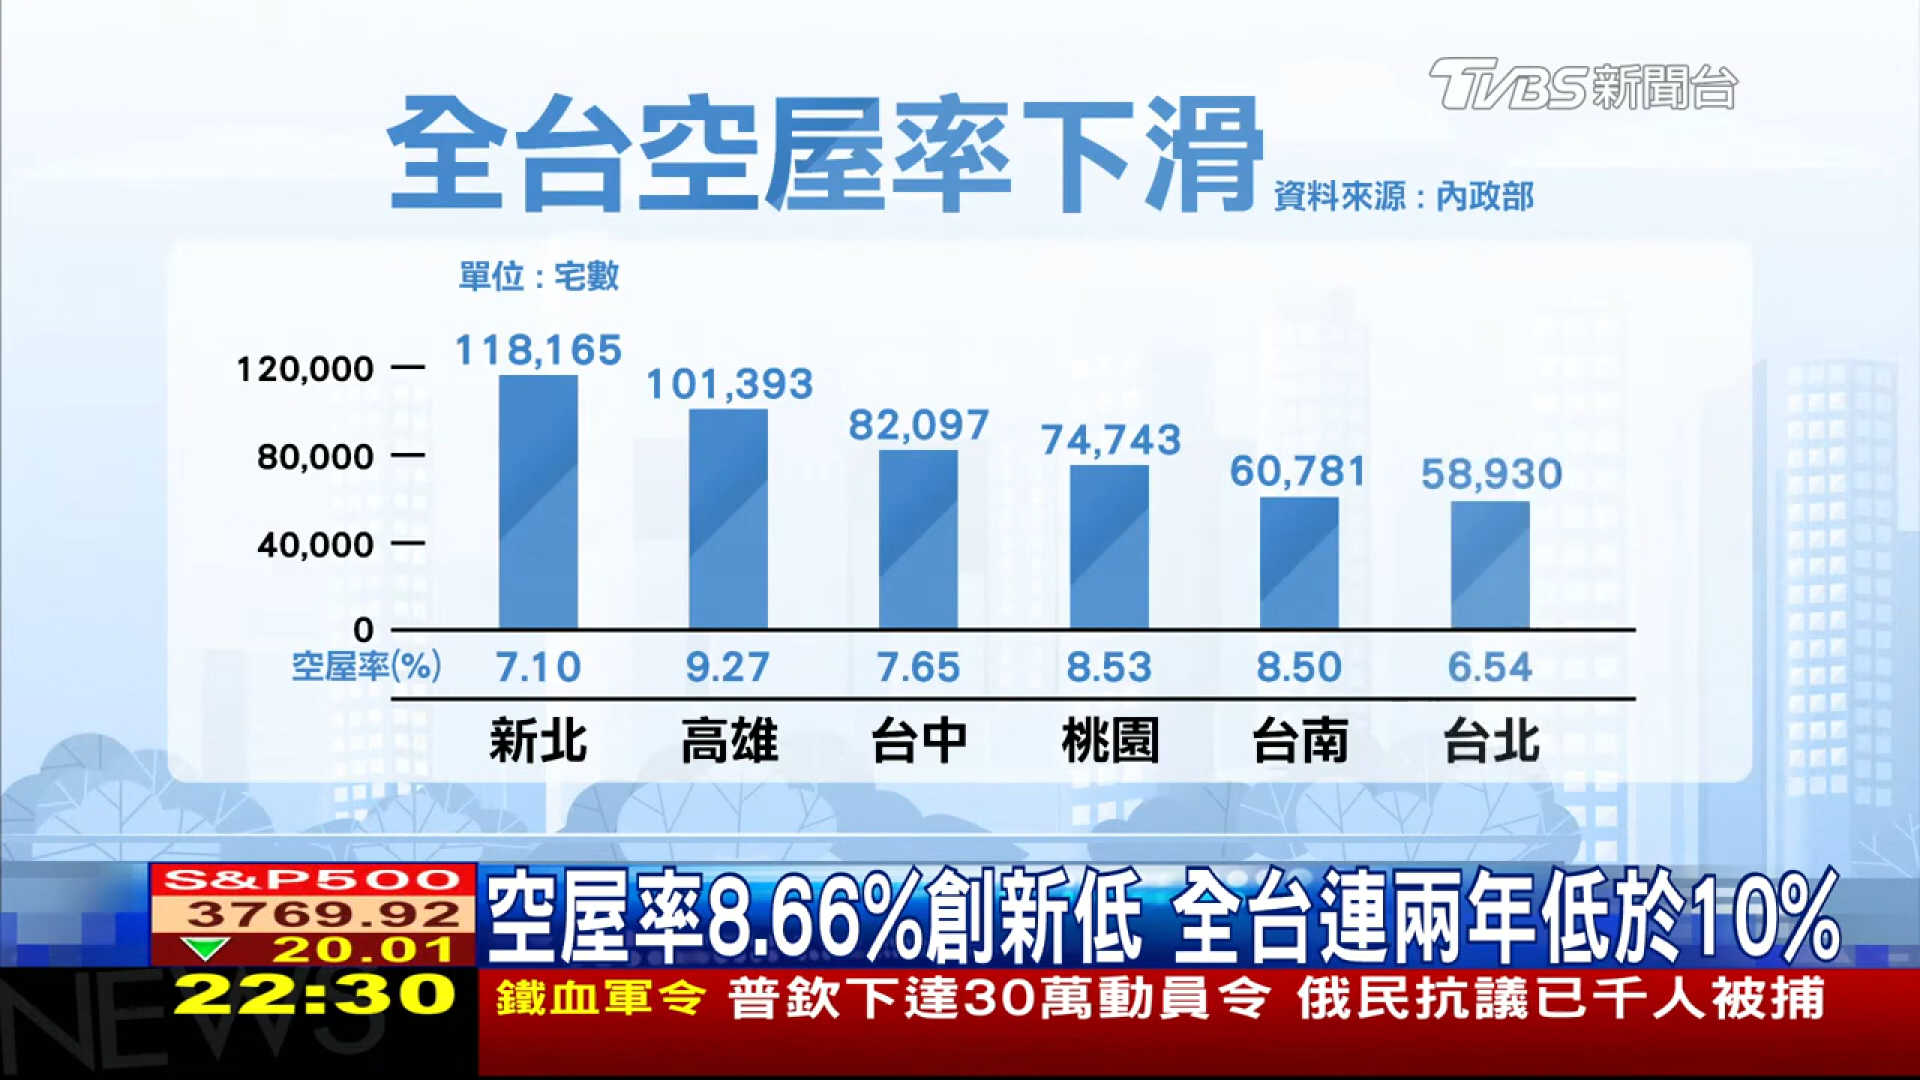 TVBS新聞台
全台空屋率下滑
資料來源:內政部
單位:宅數
118,165
120,000
101,393
82,097
80,000
74,743
60,781
58,930
40,000
0
空屋率(%) 7.10 9.27 7.65 8.53 8.50 6.54
新北 高雄 台中 桃園 台南 台北
S&P500
3769.92
20.01
空屋率8.66%創新低 全台連兩年低於10%
22:30
鐵血軍令 普欽下達30萬動員令 俄民抗議已千人被捕
NEWS